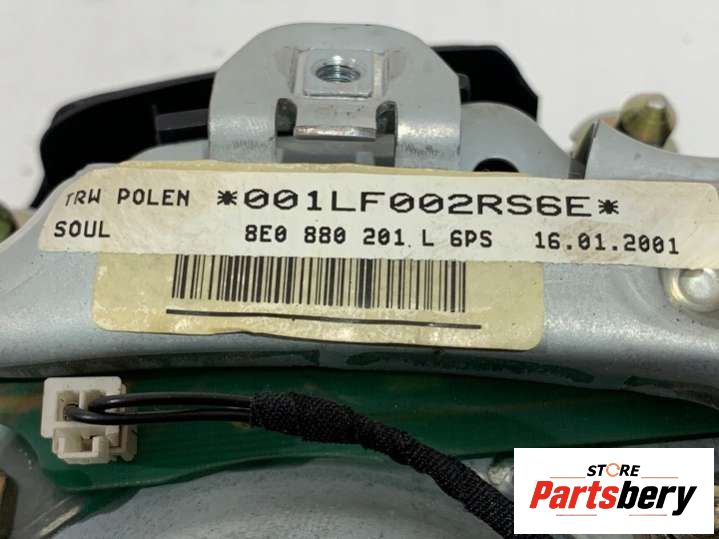 TRW POLEN *001LF002RS6E*
SOUL 8E0 880 201 L 6PS 16.01.2001
STORE
Partsbery